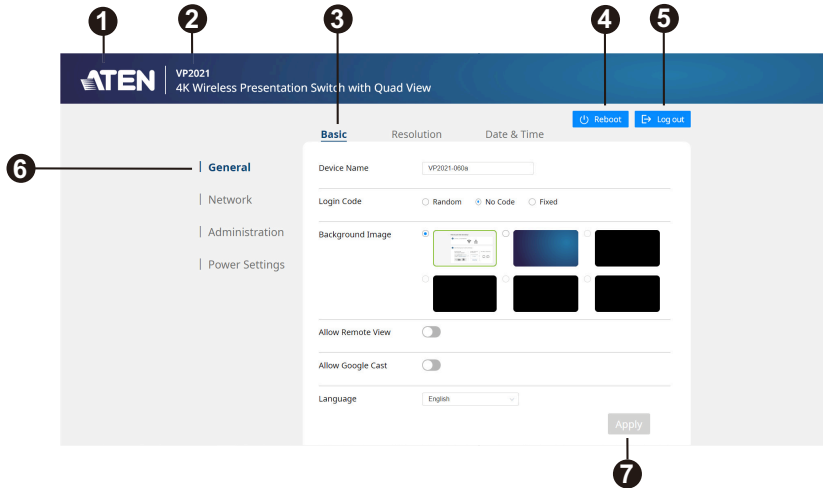 1 2 3 4 5
ATEN VP2021
4K Wireless Presentation Switch with Quad View
Reboot Log out
Basic Resolution Date & Time
6
General
Network
Administration
Power Settings
Device Name VP2021-060a
Login Code Random No Code Fixed
Background Image
Allow Remote View
Allow Google Cast
Language English
Apply
7